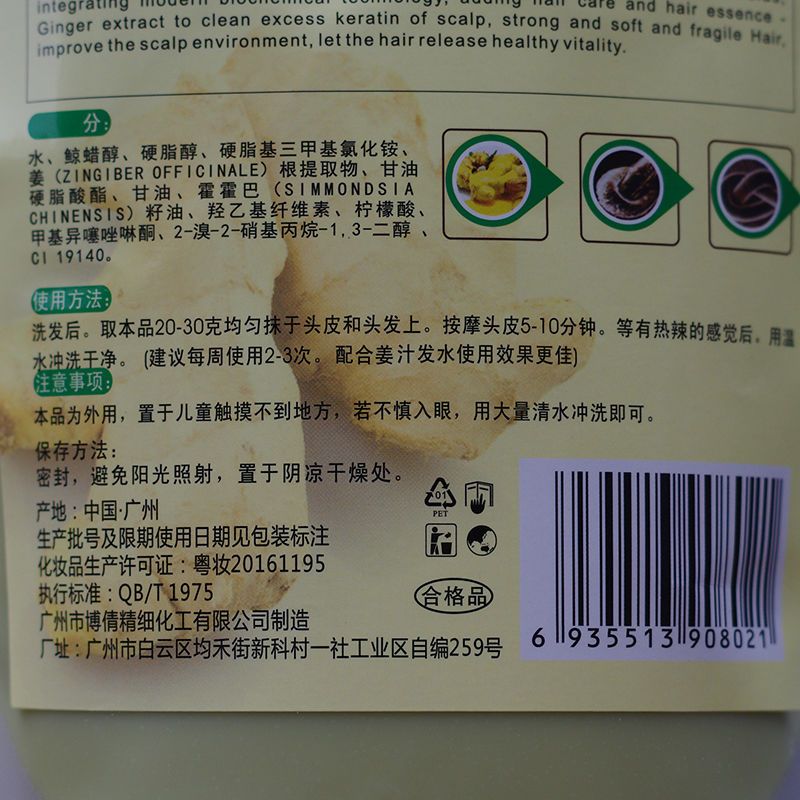 integrating modern biochemical technology, adding hair care and hair essence -
Ginger extract to clean excess keratin of scalp, strong and soft and fragile Hair,
improve the scalp environment, let the hair release healthy vitality.
分:
水、鲸蜡醇、硬脂醇、硬脂基三甲基氯化铵、
姜(ZINGIBER OFFICINALE)根提取物、甘油
硬脂酸酯、甘油、霍霍巴(SIMMONDSIA
CHINENSIS)籽油、羟乙基纤维素、柠檬酸、
甲基异噻唑啉酮、2-溴-2-硝基丙烷-1,3-二醇、
CI 19140。
使用方法:
洗发后。取本品20-30克均匀抹于头皮和头发上。按摩头皮5-10分钟。等有热辣的感觉后。用温
水冲洗干净。(建议每周使用2-3次。配合姜汁发水使用效果更佳)
注意事项:
本品为外用，置于儿童触摸不到地方，若不慎入眼，用大量清水冲洗即可。
保存方法:
密封，避免阳光照射，置于阴凉干燥处。
产地:中国·广州
生产批号及限期使用日期见包装标注
化妆品生产许可证：粤妆20161195
执行标准：QB/T 1975
广州市博倩精细化工有限公司制造
厂址:广州市白云区均禾街新科村一社工业区自编259号
01
PET
合格品
6 935513 908021